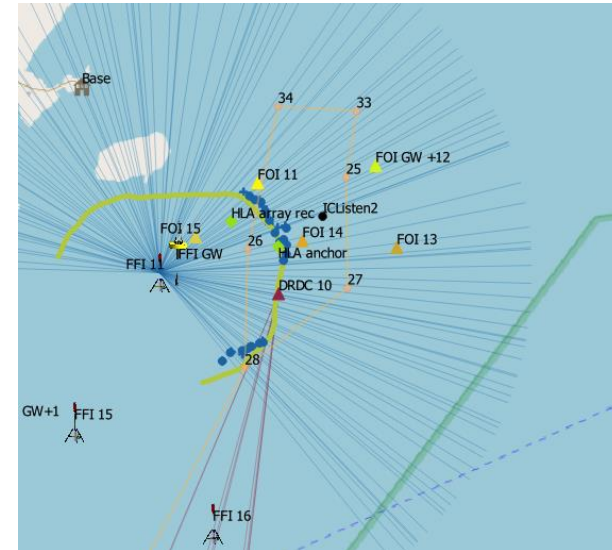 Base
34
33
FOI GW +12
25
FOI 11
ICListen2
HLA array rec
FOI 15
FOI 14
FOI 13
26
FFI GW
HLA anchor
FFI 11
27
DRDC 10
28
GW+1
FFI 15
FFI 16